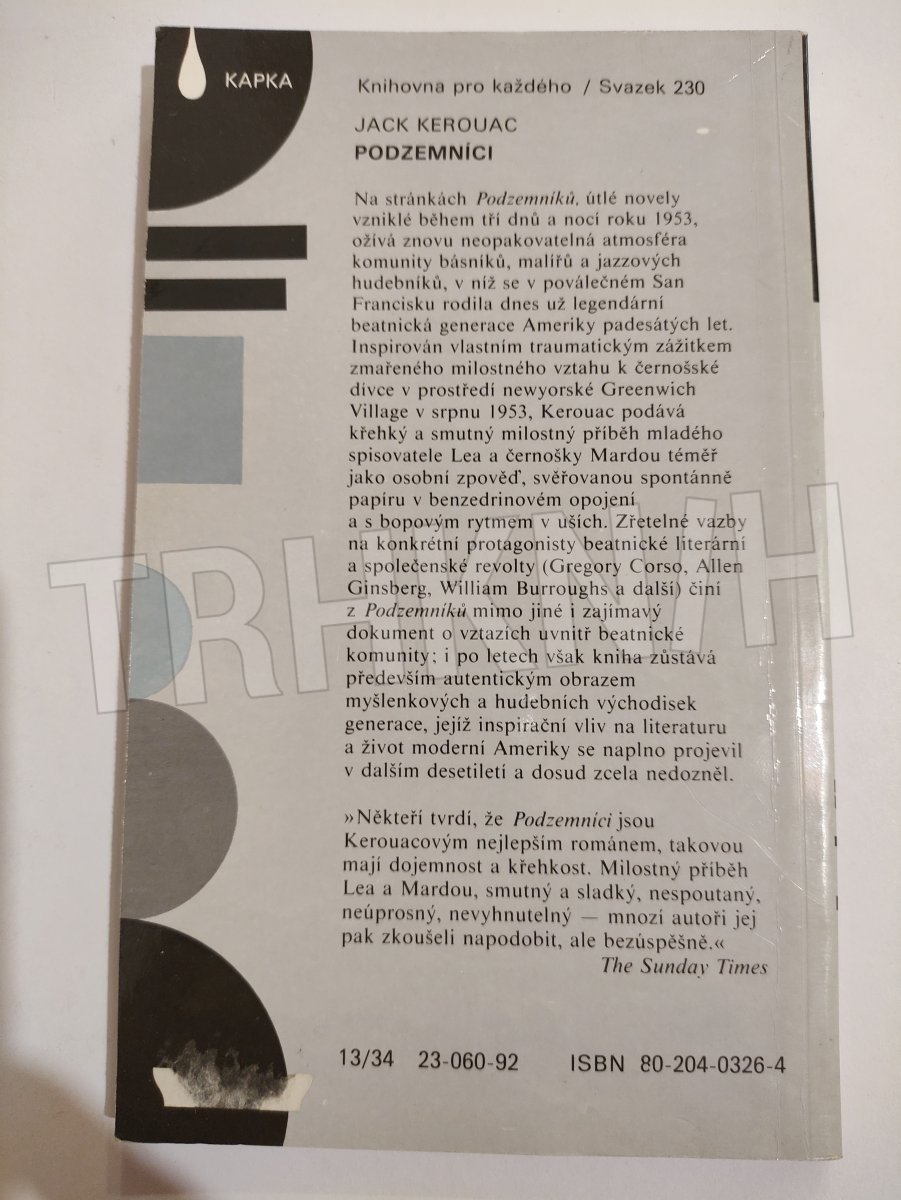 KAPKA
Knihovna pro každého / Svazek 230
JACK KEROUAC
PODZEMNÍCI
Na stránkách Podzemníků, útlé novely
vzniklé během tří dnů a nocí roku 1953,
ožívá znovu neopakovatelná atmosféra
komunity básníků, malířů a jazzových
hudebníků, v níž se v poválečném San
Francisku rodila dnes už legendární
beatnická generace Ameriky padesátých let.
Inspirován vlastním traumatickým zážitkem
zmařeného milostného vztahu k černošské
dívce v prostředí newyorské Greenwich
Village v srpnu 1953, Kerouac podává
křehký a smutný milostný příběh mladého
spisovatele Lea a černošky Mardou téměř
jako osobní zpověď, svěřovanou spontánně
papíru v benzedrinovém opojení
a s bopovým rytmem v uších. Zřetelné vazby
na konkrétní protagonisty beatnické literární
a společenské revolty (Gregory Corso, Allen
Ginsberg, William Burroughs a další) činí
z Podzemníků mimo jiné i zajímavý
dokument o vztazích uvnitř beatnické
komunity; i po letech však kniha zůstává
především autentickým obrazem
myšlenkových a hudebních východisek
generace, jejíž inspirační vliv na literaturu
a život moderní Ameriky se naplno projevil
v dalším desetiletí a dosud zcela nedozněl.
»Někteří tvrdí, že Podzemníci jsou
Kerouacovým nejlepším románem, takovou
mají dojemnost a křehkost. Milostný příběh
Lea a Mardou, smutný a sladký, nespoutaný,
neúprosný, nevyhnutelný — mnozí autoři jej
pak zkoušeli napodobit, ale bezúspěšně.«
The Sunday Times
13/34 23-060-92 ISBN 80-204-0326-4
TRHKNIH